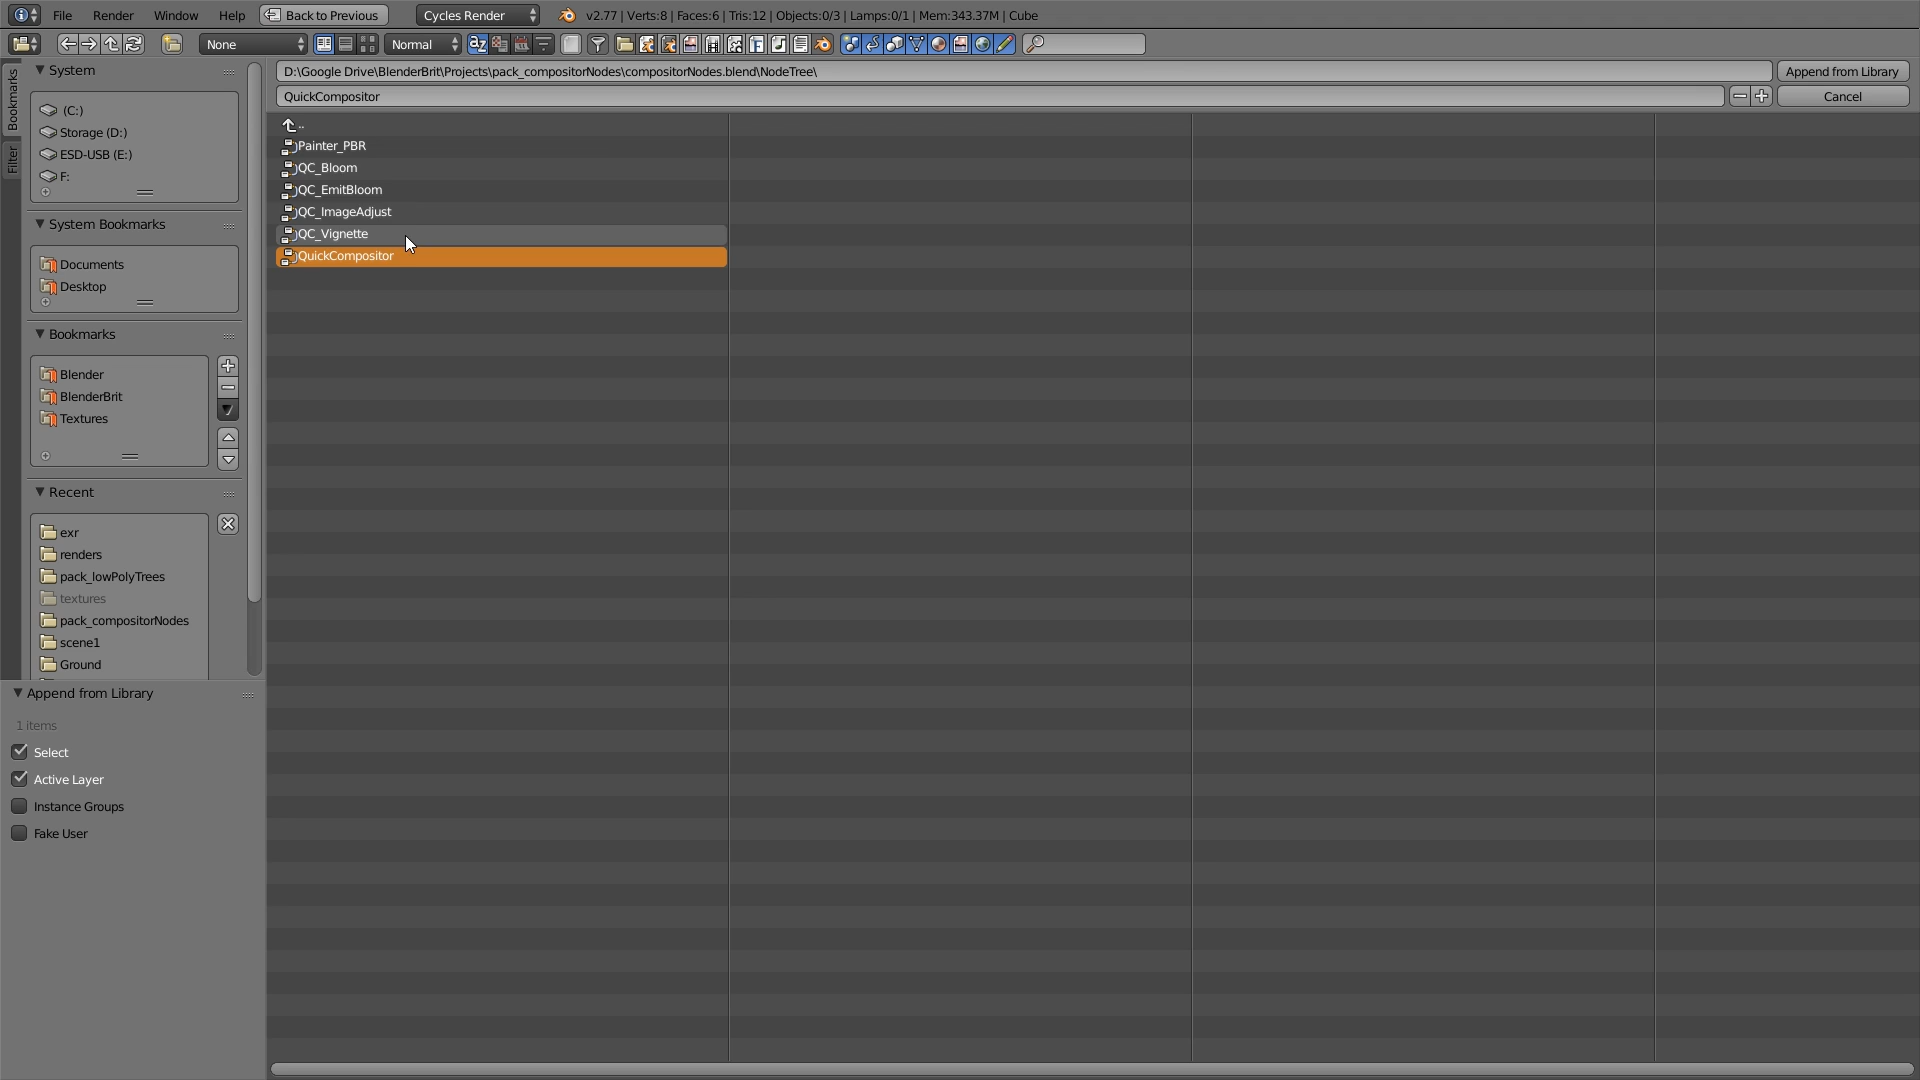 File Render Window Help Back to Previous Cycles Render v2.77 | Verts:8 | Faces:6 | Tris:12 | Objects:0/3 | Lamps:0/1 | Mem:343.37M | Cube
None Normal
Bookmarks
Filter
System
(C:)
Storage (D:)
ESD-USB (E:)
F:
System Bookmarks
Documents
Desktop
Bookmarks
Blender
BlenderBrit
Textures
Recent
exr
renders
pack_lowPolyTrees
textures
pack_compositorNodes
scene1
Ground
Append from Library
1 items
Select
Active Layer
Instance Groups
Fake User
D:\Google Drive\BlenderBrit\Projects\pack_compositorNodes\compositorNodes.blend\NodeTree\ Append from Library
QuickCompositor Cancel
..
Painter_PBR
QC_Bloom
QC_EmitBloom
QC_ImageAdjust
QC_Vignette
QuickCompositor